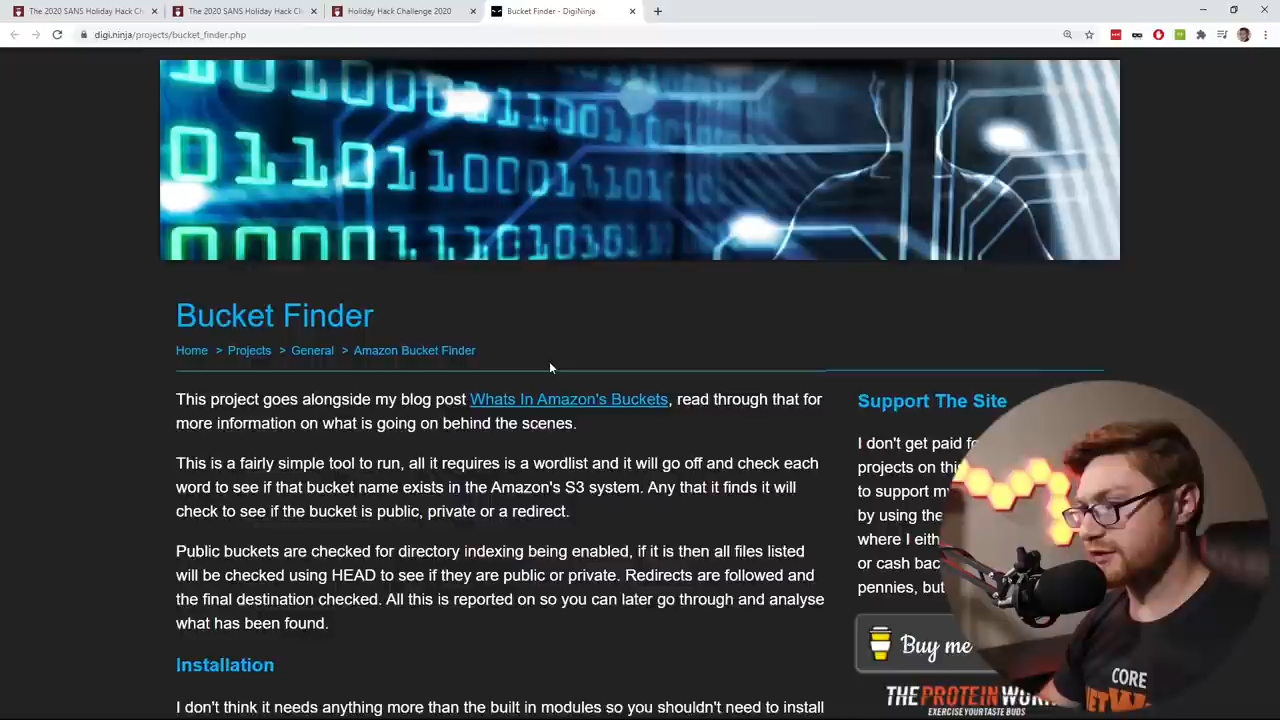 The 2020 SANS Holiday Hack Ch
The 2020 SANS Holiday Hack Cl
Holiday Hack Challenge 2020
Bucket Finder - DigiNinja
digi.ninja/projects/bucket_finder.php
Bucket Finder
Home > Projects > General > Amazon Bucket Finder
This project goes alongside my blog post Whats In Amazon's Buckets, read through that for
more information on what is going on behind the scenes.
This is a fairly simple tool to run, all it requires is a wordlist and it will go off and check each
word to see if that bucket name exists in the Amazon's S3 system. Any that it finds it will
check to see if the bucket is public, private or a redirect.
Public buckets are checked for directory indexing being enabled, if it is then all files listed
will be checked using HEAD to see if they are public or private. Redirects are followed and
the final destination checked. All this is reported on so you can later go through and analyse
what has been found.
Installation
I don't think it needs anything more than the built in modules so you shouldn't need to install
Support The Site
I don't get paid fo
projects on this
to support my
by using the
where I eith
or cash bac
pennies, but
Buy me
THE PROTEIN WOR
EXERCISE YOUR TASTE BUDS
CORE